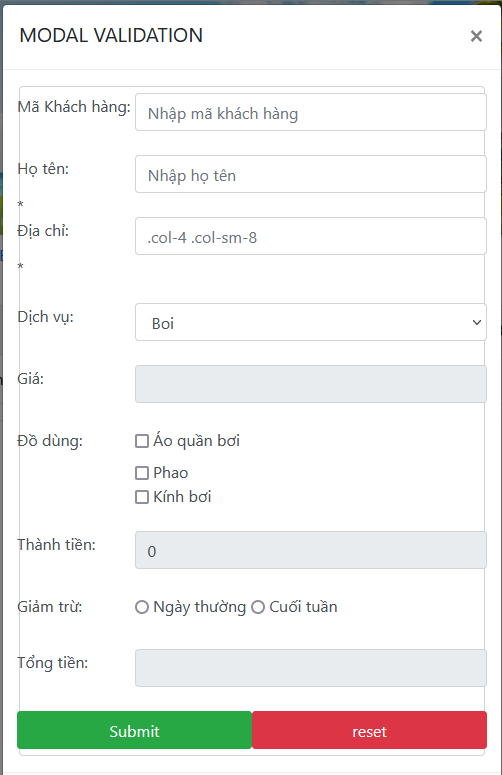 MODAL VALIDATION ×
Mã Khách hàng: Nhập mã khách hàng
Họ tên: Nhập họ tên
*
Địa chỉ: .col-4 .col-sm-8
*
Dịch vụ: Boi
Giá:
Đồ dùng: Áo quần bơi
Phao
Kính bơi
Thành tiền: 0
Giảm trừ: Ngày thường Cuối tuần
Tổng tiền:
Submit reset